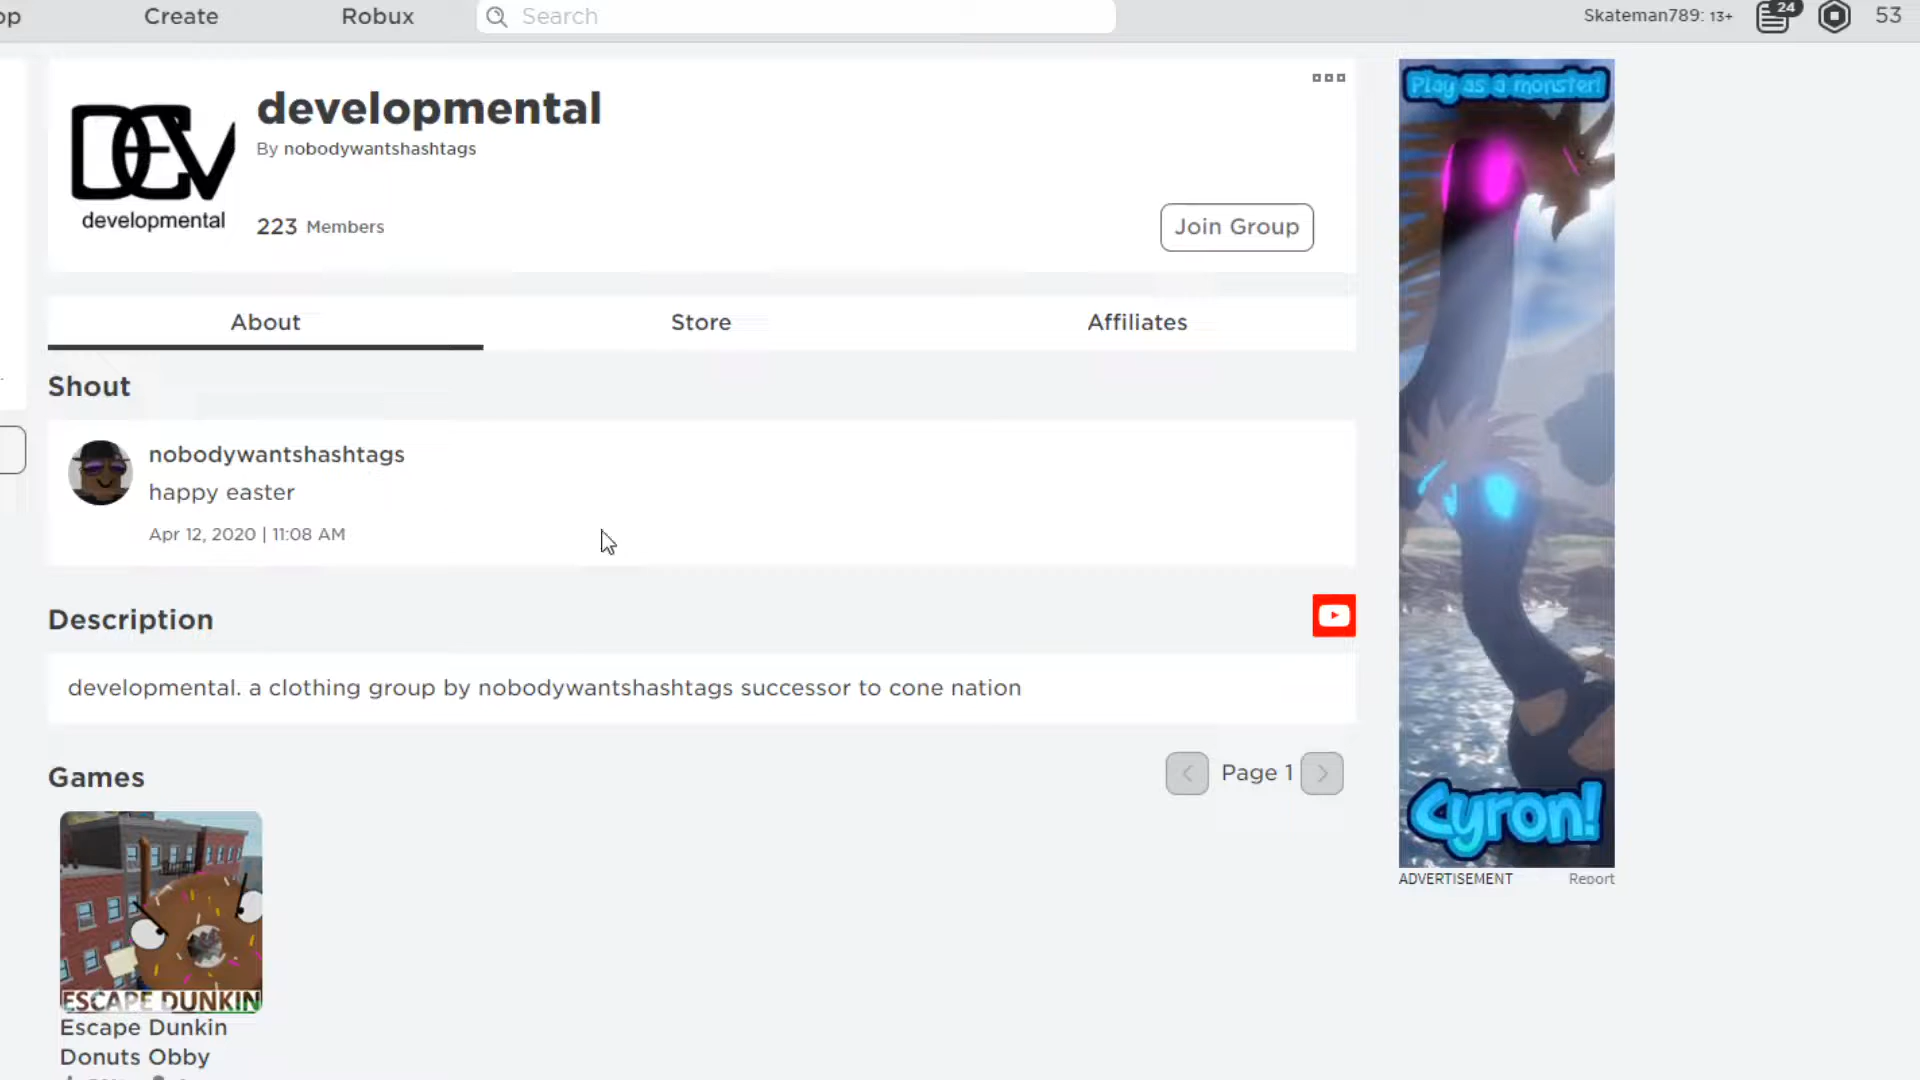 op Create Robux Search Skateman789: 13+ 24 53
DEV
developmental
developmental
By nobodywantshashtags
223 Members
Join Group
About Store Affiliates
Shout
nobodywantshashtags
happy easter
Apr 12, 2020 | 11:08 AM
Description
developmental. a clothing group by nobodywantshashtags successor to cone nation
Games
Page 1
ESCAPE DUNKIN
Escape Dunkin
Donuts Obby
Play as a monster!
Cyron!
ADVERTISEMENT Report